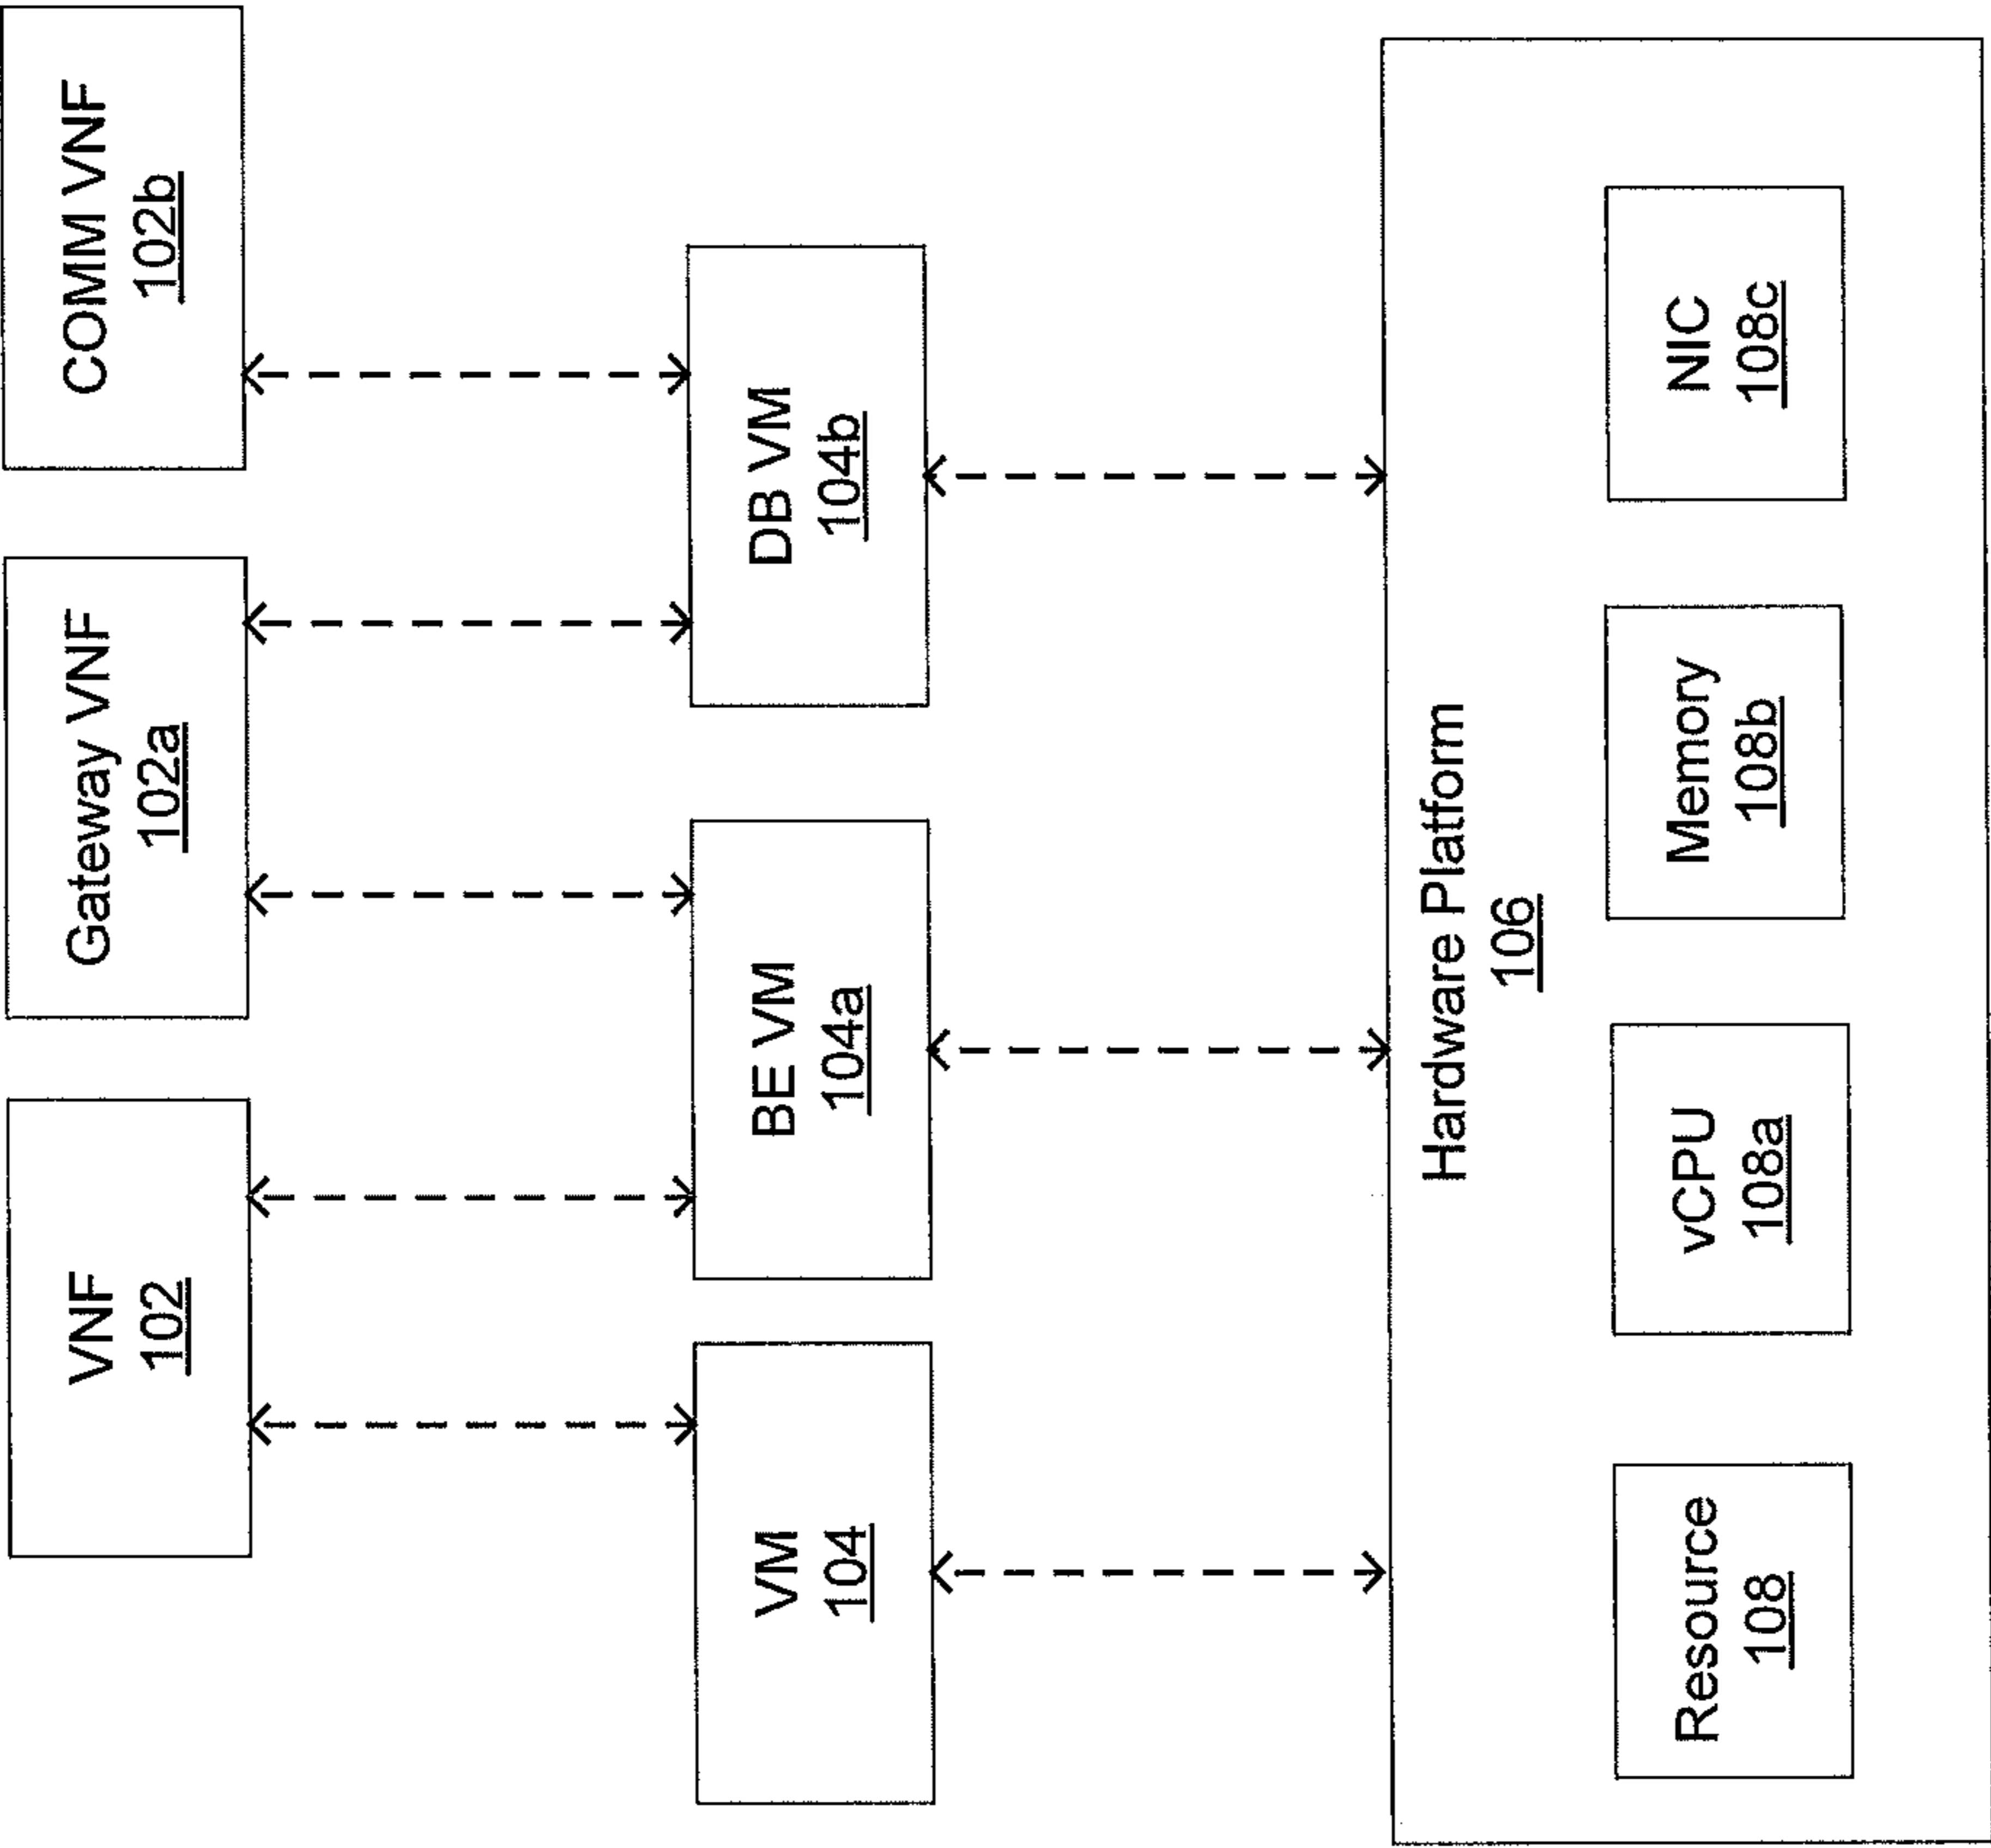 VNF
102
Gateway VNF
102a
COMM VNF
102b
VM
104
BE VM
104a
DB VM
104b
Hardware Platform
106
Resource
108
vCPU
108a
Memory
108b
NIC
108c